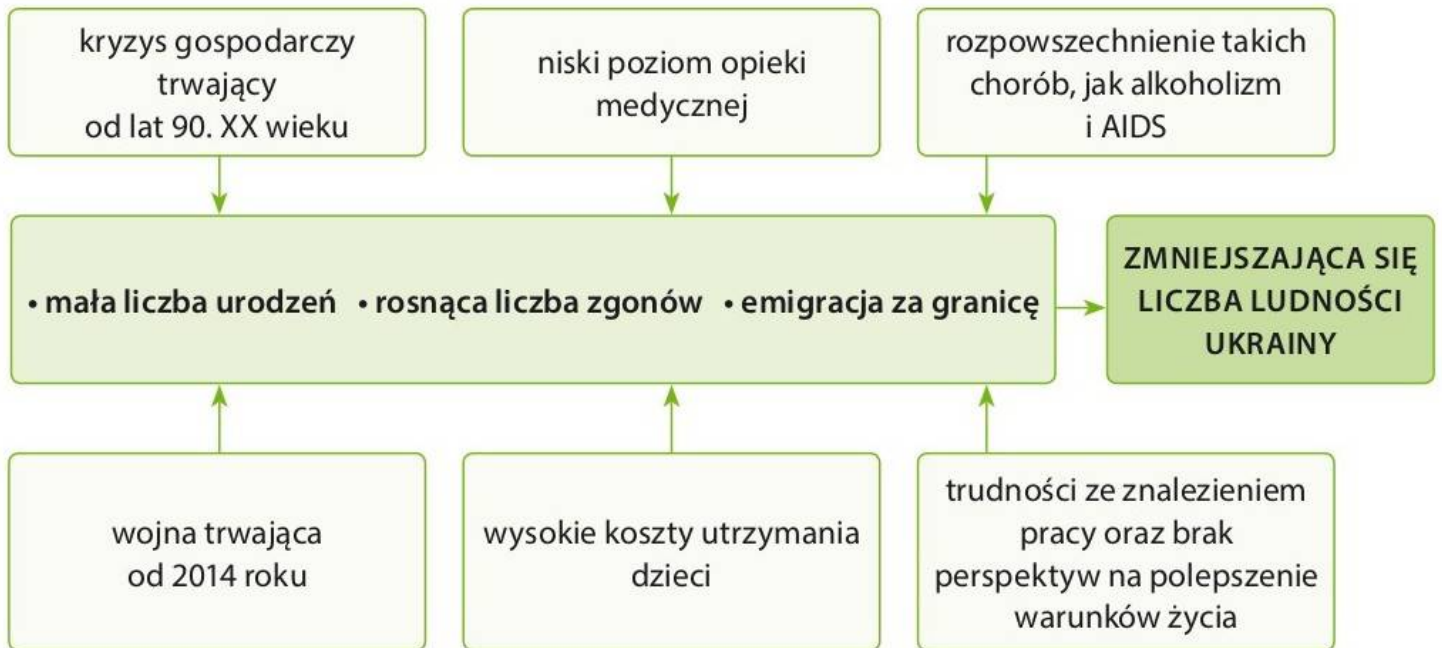 kryzys gospodarczy
trwający
od lat 90. XX wieku
niski poziom opieki
medycznej
rozpowszechnienie takich
chorób, jak alkoholizm
i AIDS
• mała liczba urodzeń • rosnąca liczba zgonów • emigracja za granicę
ZMNIEJSZAJĄCA SIĘ
LICZBA LUDNOŚCI
UKRAINY
wojna trwająca
od 2014 roku
wysokie koszty utrzymania
dzieci
trudności ze znalezieniem
pracy oraz brak
perspektyw na polepszenie
warunków życia